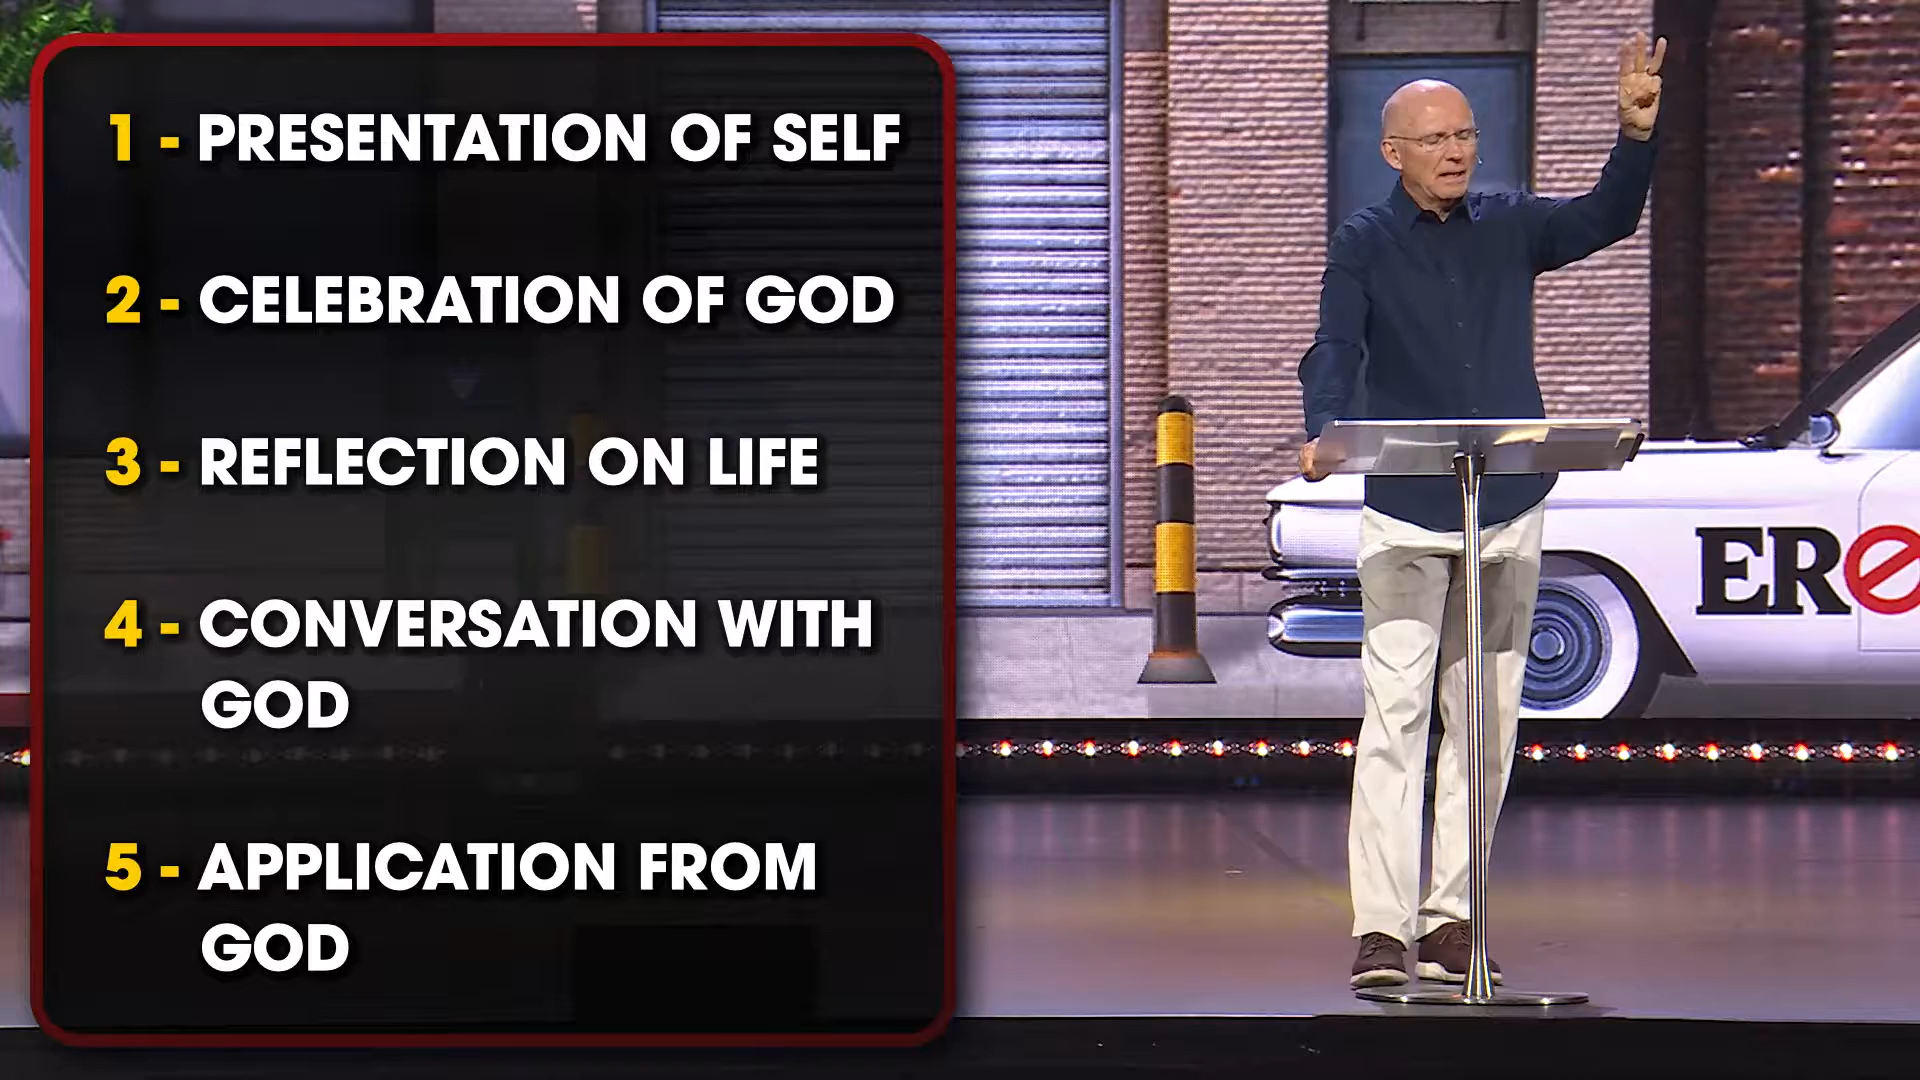 1 - PRESENTATION OF SELF
2 - CELEBRATION OF GOD
3 - REFLECTION ON LIFE
4 - CONVERSATION WITH
GOD
5 - APPLICATION FROM
GOD
ER